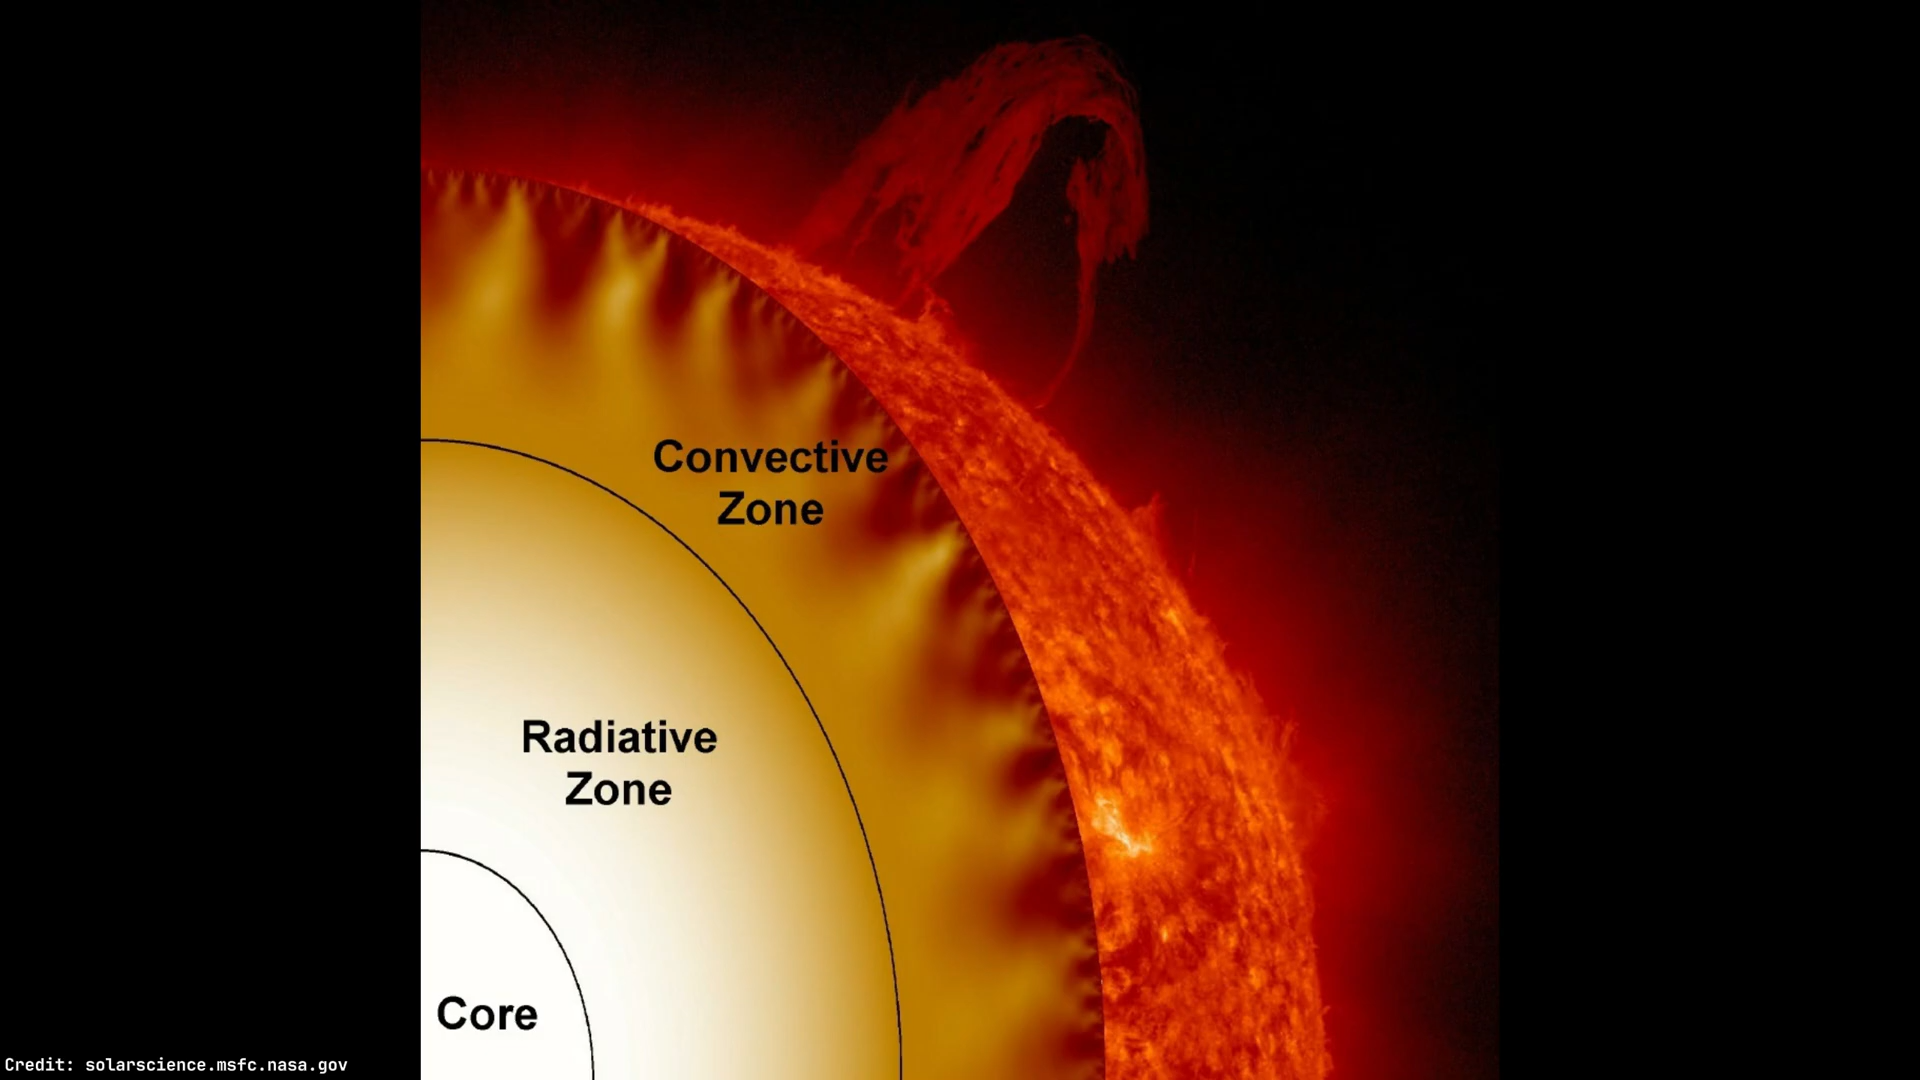 Convective
Zone
Radiative
Zone
Core
Credit: solarscience.msfc.nasa.gov